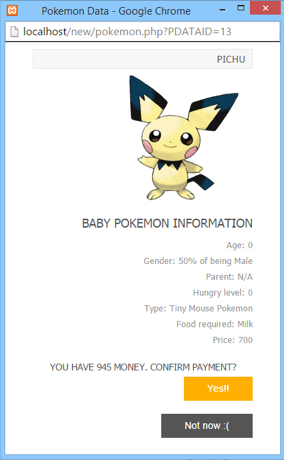 Pokemon Data - Google Chrome
localhost/new/pokemon.php?PDATAID=13
PICHU
BABY POKEMON INFORMATION
Age: 0
Gender: 50% of being Male
Parent: N/A
Hungry level: 0
Type: Tiny Mouse Pokemon
Food required: Milk
Price: 700
YOU HAVE 945 MONEY. CONFIRM PAYMENT?
Yes!!
Not now :(